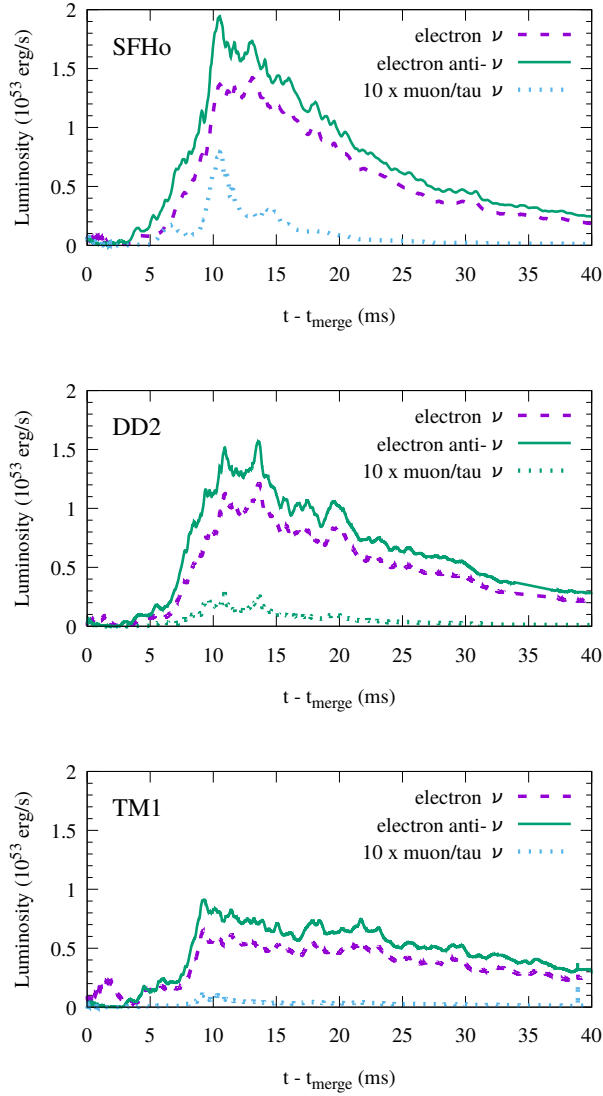 2
1.5
1
0.5
0
Luminosity (10^53 erg/s)
SFHo
electron ν
electron anti- ν
10 x muon/tau ν
0 5 10 15 20 25 30 35 40
t - t_merge (ms)
2
1.5
1
0.5
0
Luminosity (10^53 erg/s)
DD2
electron ν
electron anti- ν
10 x muon/tau ν
0 5 10 15 20 25 30 35 40
t - t_merge (ms)
2
1.5
1
0.5
0
Luminosity (10^53 erg/s)
TM1
electron ν
electron anti- ν
10 x muon/tau ν
0 5 10 15 20 25 30 35 40
t - t_merge (ms)